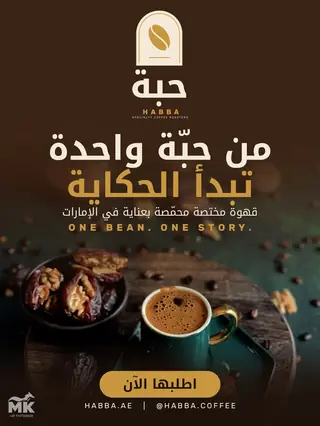 حبة
HABBA
SPECIALTY COFFEE ROASTERS
من حبّة واحدة
تبدأ الحكاية
قهوة مختصة محمّصة بعناية في الإمارات
ONE BEAN. ONE STORY.
اطلبها الآن
HABBA.AE | @HABBA.COFFEE
MK